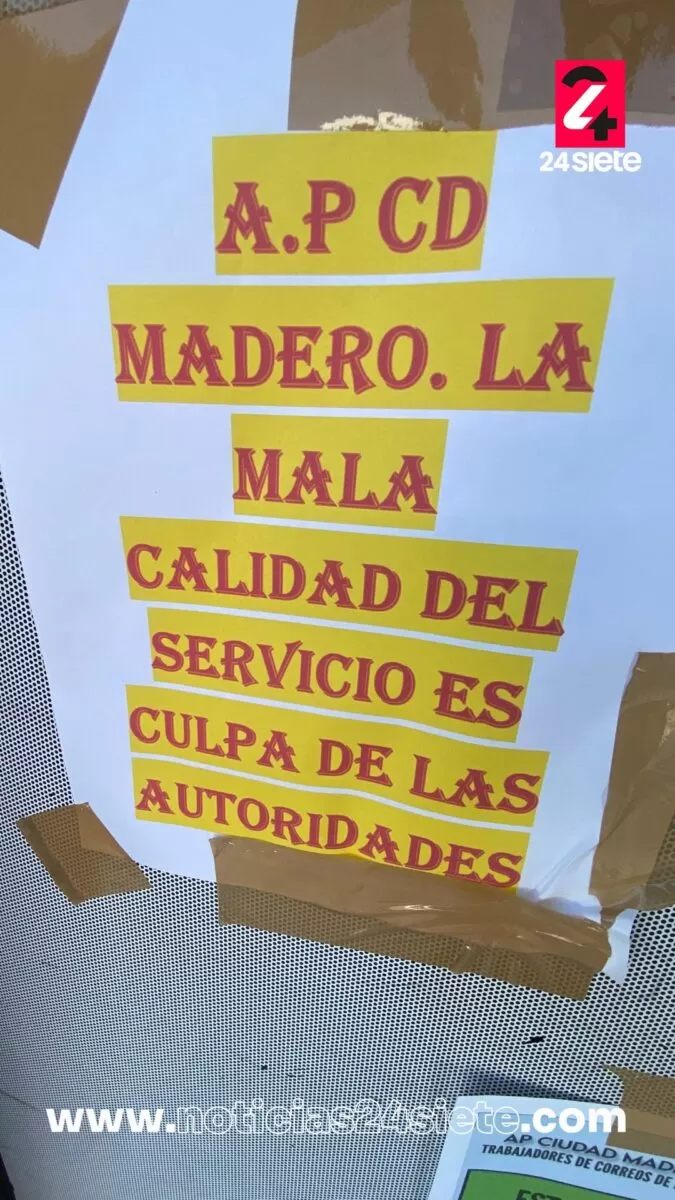 24
24SIETE
A.P CD
MADERO. LA
MALA
CALIDAD DEL
SERVICIO ES
CULPA DE LAS
AUTORIDADES
www.noticias24siete.com
AP CIUDAD
TRABAJADORES DE CORREOS DE